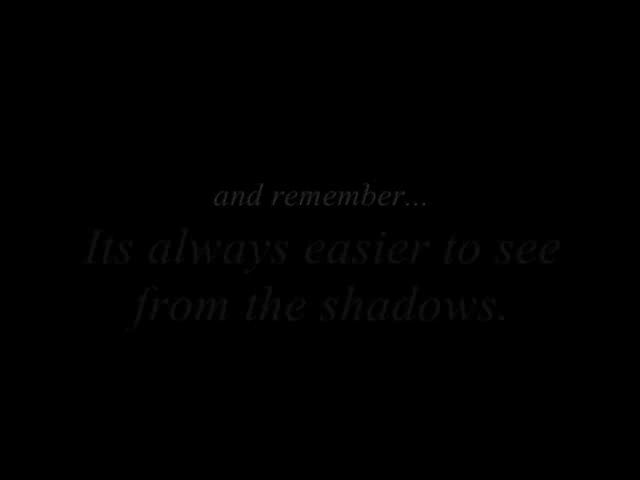 and remember...
Its always easier to see
from the shadows.